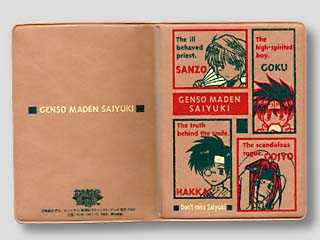 GENSO MADEN
SAIYUKI
The ill
behaved
priest.
SANZO
The
high-spirited
boy.
GOKU
GENSO MADEN
SAIYUKI
The truth
behind the smile.
HAKKAI
The scandalous
rogue.
GOJYO
Don't miss Saiyuki